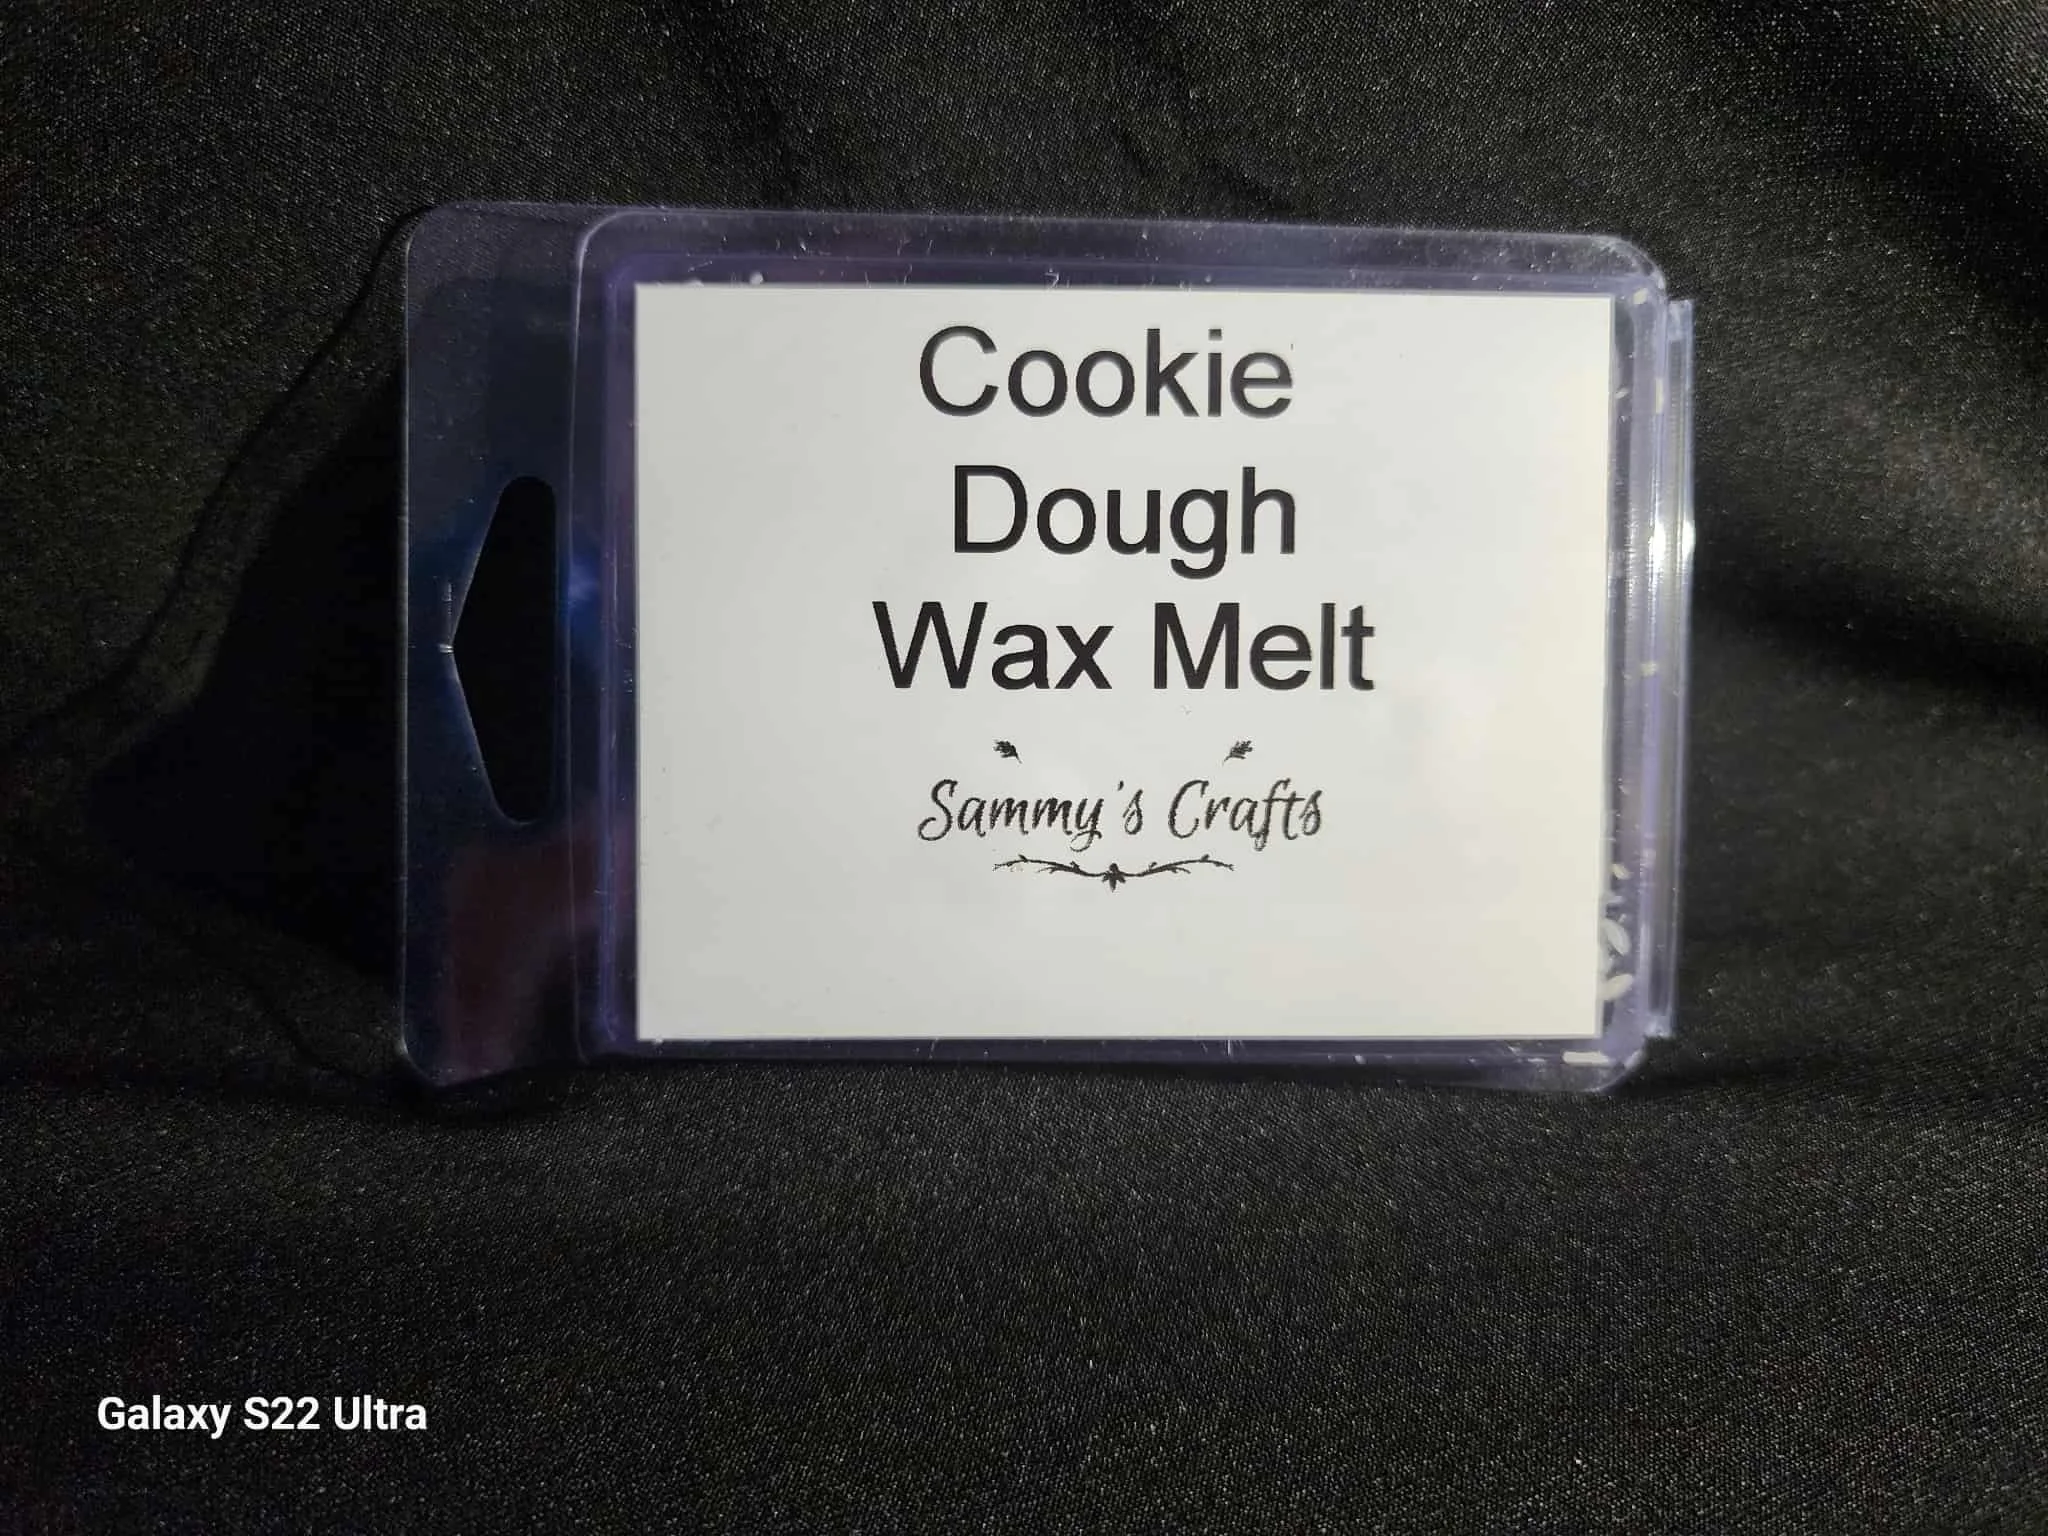 Cookie
Dough
Wax Melt
Sammy's Crafts
Galaxy S22 Ultra